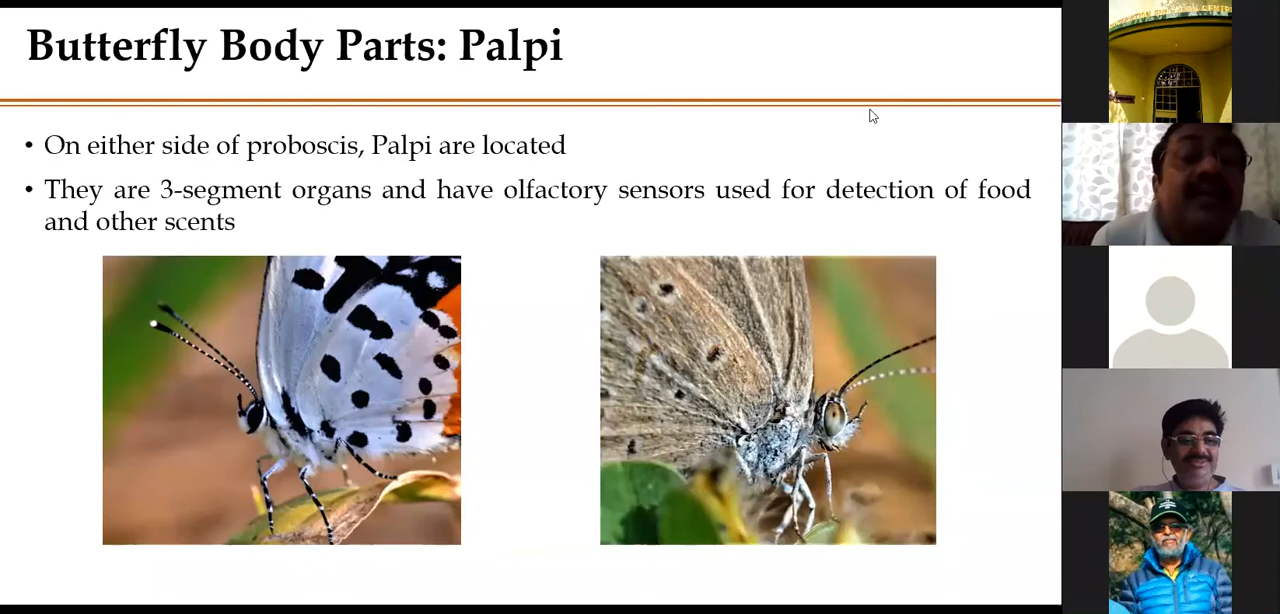 Butterfly Body Parts: Palpi
• On either side of proboscis, Palpi are located
• They are 3-segment organs and have olfactory sensors used for detection of food
and other scents